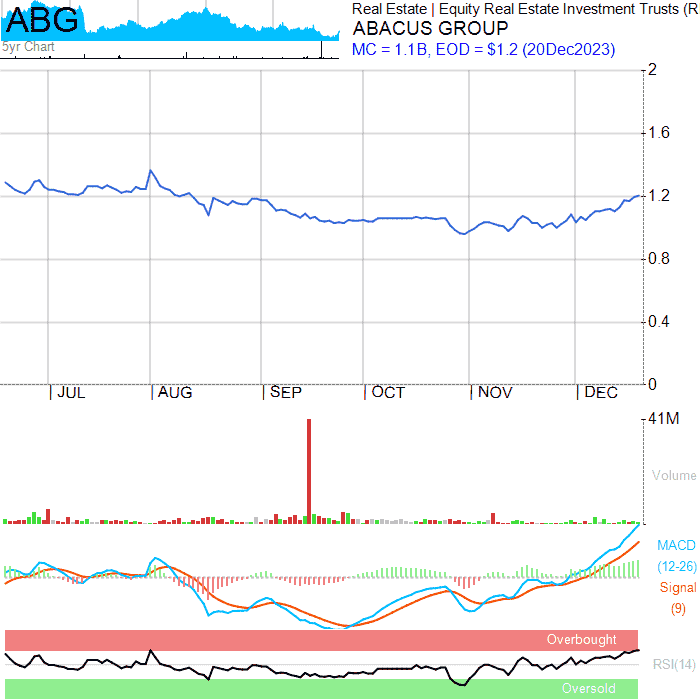 ABG
5yr Chart
Real Estate | Equity Real Estate Investment Trusts (R
ABACUS GROUP
MC = 1.1B, EOD = $1.2 (20Dec2023)
2
1.6
1.2
0.8
0.4
0
JUL AUG SEP OCT NOV DEC
41M
Volume
MACD
(12-26)
Signal
(9)
Overbought
RSI(14)
Oversold